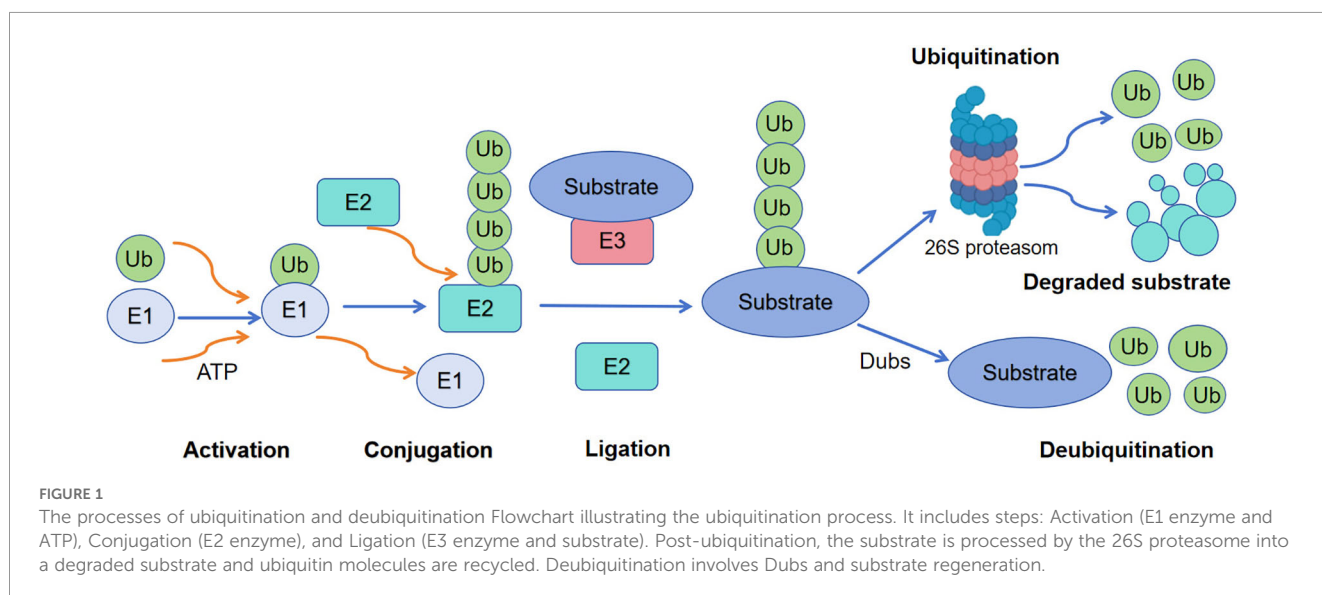 Ubiquitination
Ub
Ub
Ub
Ub
Ub
Ub
Ub
Ub
Ub
Ub
Ub
Ub
Substrate
E2
E3
26S proteasom
Ub
Ub
Degraded substrate
E1
E1
E2
Substrate
Ub
Ub
ATP
E1
E2
Dubs
Substrate
Ub
Ub
Activation
Conjugation
Ligation
Deubiquitination
FIGURE 1
The processes of ubiquitination and deubiquitination Flowchart illustrating the ubiquitination process. It includes steps: Activation (E1 enzyme and
ATP), Conjugation (E2 enzyme), and Ligation (E3 enzyme and substrate). Post-ubiquitination, the substrate is processed by the 26S proteasome into
a degraded substrate and ubiquitin molecules are recycled. Deubiquitination involves Dubs and substrate regeneration.